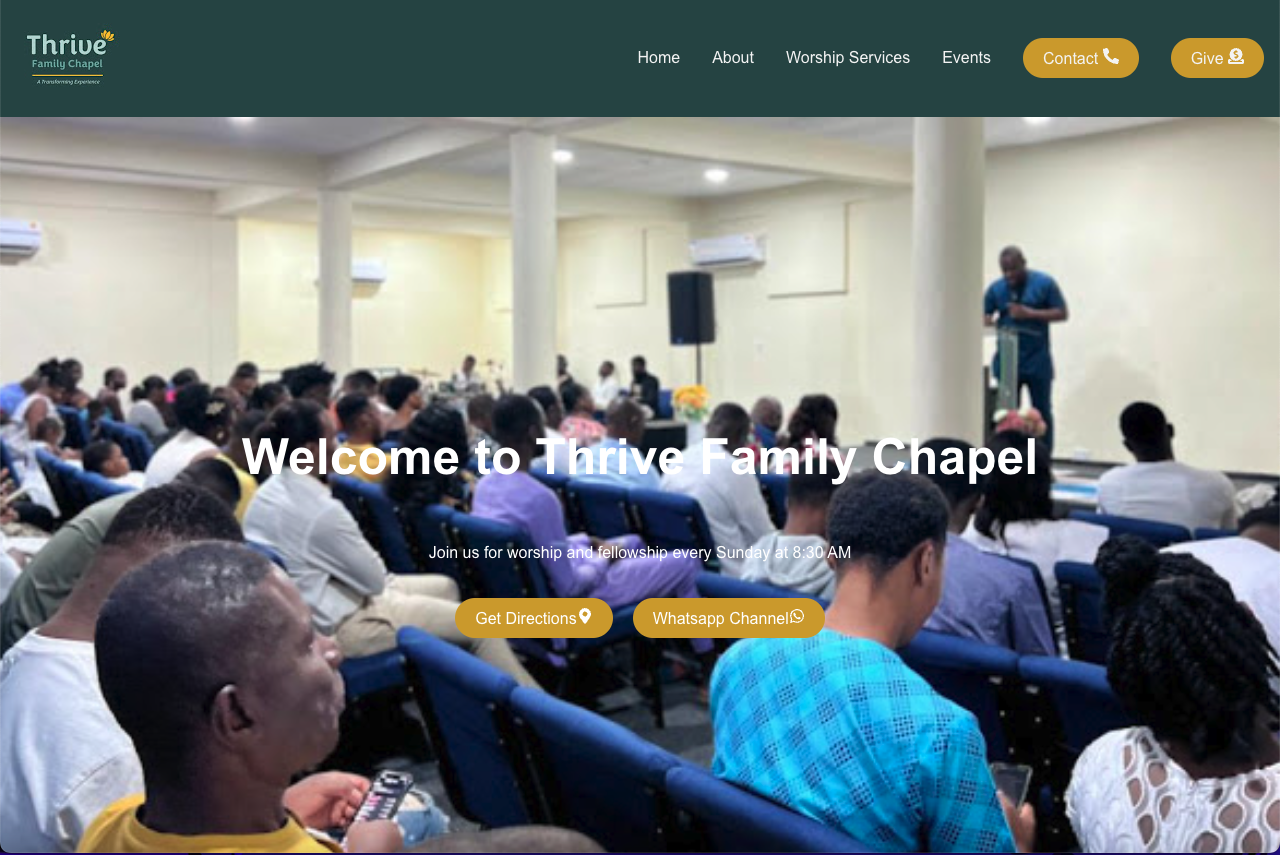 Thrive
Family Chapel
A Transforming Experience
Home
About
Worship Services
Events
Contact
Give
Welcome to Thrive Family Chapel
Join us for worship and fellowship every Sunday at 8:30 AM
Get Directions
Whatsapp Channel